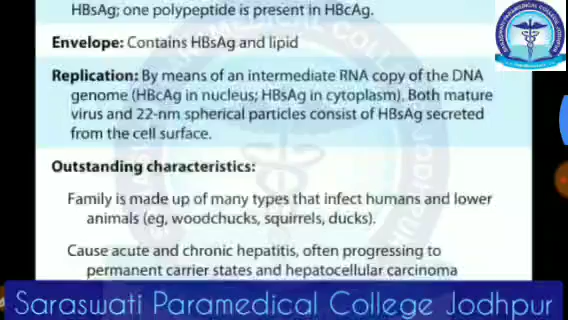 HBsAg; one polypeptide is present in HBcAg.
Envelope: Contains HBsAg and lipid
Replication: By means of an intermediate RNA copy of the DNA
genome (HBcAg in nucleus; HBsAg in cytoplasm). Both mature
virus and 22-nm spherical particles consist of HBsAg secreted
from the cell surface.
Outstanding characteristics:
Family is made up of many types that infect humans and lower
animals (eg, woodchucks, squirrels, ducks).
Cause acute and chronic hepatitis, often progressing to
permanent carrier states and hepatocellular carcinoma
Saraswati Paramedical College Jodhpur
SARASWATI PARAMEDICAL COLLEGE, JODHPUR